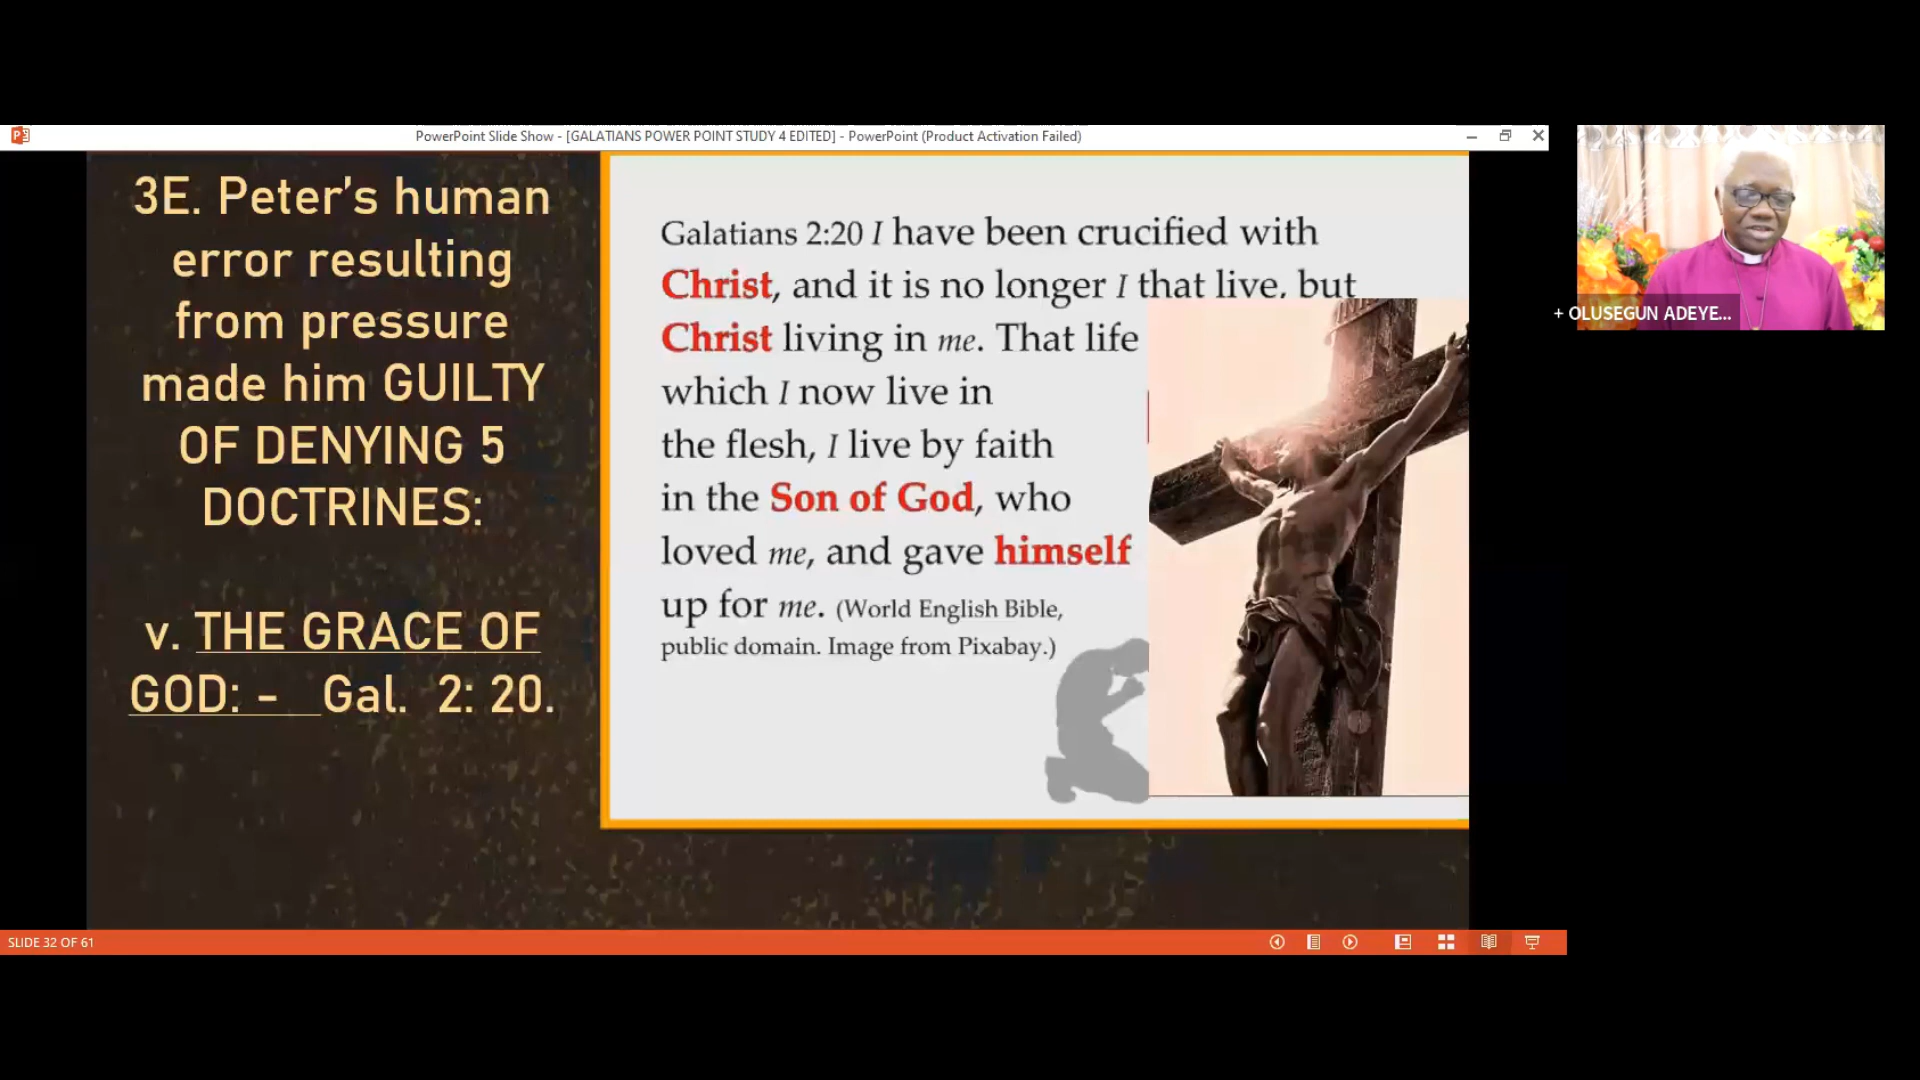 PowerPoint Slide Show - [GALATIANS POWER POINT STUDY 4 EDITED] - PowerPoint (Product Activation Failed)
3E. Peter's human
error resulting
from pressure
made him GUILTY
OF DENYING 5
DOCTRINES:
v. THE GRACE OF
GOD: - Gal. 2: 20.
Galatians 2:20 I have been crucified with
Christ, and it is no longer I that live, but
Christ living in me. That life
which I now live in
the flesh, I live by faith
in the Son of God, who
loved me, and gave himself
up for me. (World English Bible,
public domain. Image from Pixabay.)
+ OLUSEGUN ADEYE...
SLIDE 32 OF 61